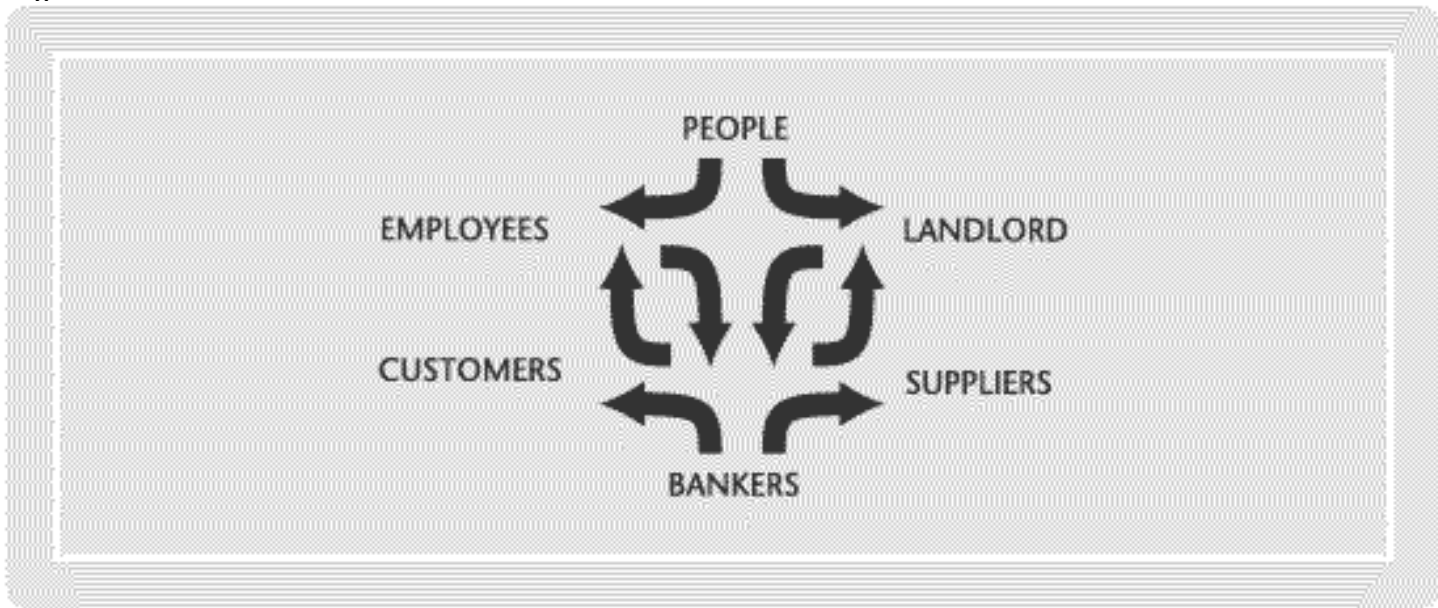 PEOPLE
EMPLOYEES
LANDLORD
CUSTOMERS
SUPPLIERS
BANKERS